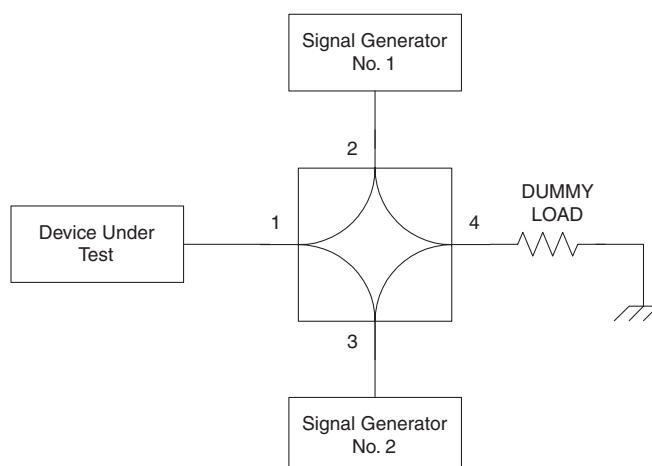 Signal Generator
No. 1
2
DUMMY
LOAD
1
4
Device Under
Test
3
Signal Generator
No. 2